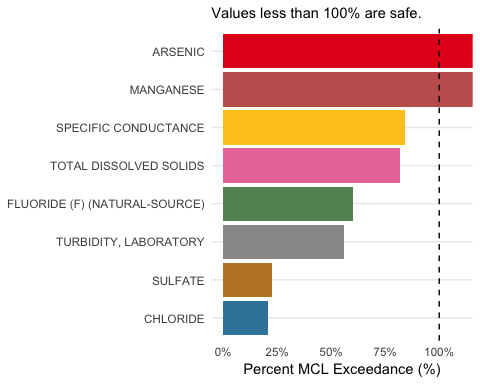 Values less than 100% are safe.
ARSENIC
MANGANESE
SPECIFIC CONDUCTANCE
TOTAL DISSOLVED SOLIDS
FLUORIDE (F) (NATURAL-SOURCE)
TURBIDITY, LABORATORY
SULFATE
CHLORIDE
0% 25% 50% 75% 100%
Percent MCL Exceedance (%)